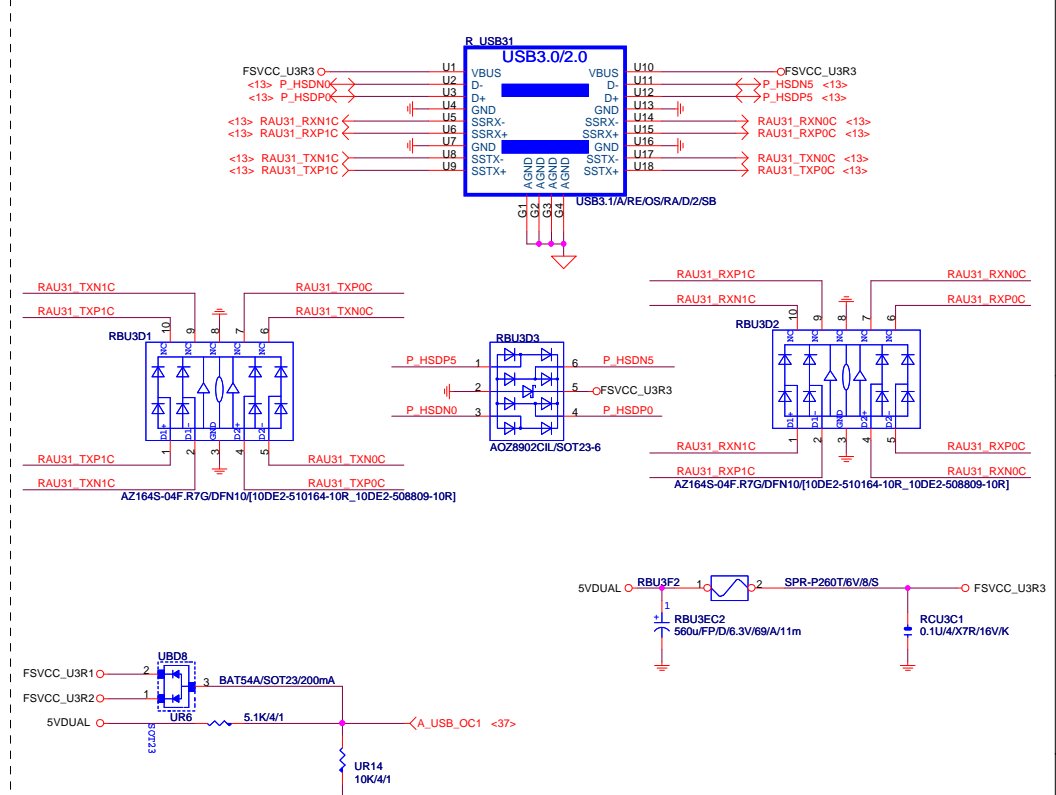 R_USB31
USB3.0/2.0
FSVCC_U3R3 U1 VBUS VBUS U10 FSVCC_U3R3
<13> P_HSDN0 U2 D- D- U11 P_HSDN5 <13>
<13> P_HSDP0 U3 D+ D+ U12 P_HSDP5 <13>
U4 GND GND U13
<13> RAU31_RXN1C U5 SSRX- SSRX- U14 RAU31_RXN0C <13>
<13> RAU31_RXP1C U6 SSRX+ SSRX+ U15 RAU31_RXP0C <13>
U7 GND GND U16
<13> RAU31_TXN1C U8 SSTX- SSTX- U17 RAU31_TXN0C <13>
<13> RAU31_TXP1C U9 SSTX+ SSTX+ U18 RAU31_TXP0C <13>
AGND AGND AGND AGND
G1 G2 G3 G4
USB3.1/A/RE/OS/RA/D/2/SB
RAU31_TXN1C RAU31_TXP0C
RAU31_TXP1C RAU31_TXN0C
RBU3D1
10 9 8 7 6
NC NC NC NC
D1+ D1- GND D2+ D2-
1 2 3 4 5
RAU31_TXP1C RAU31_TXN0C
RAU31_TXN1C RAU31_TXP0C
AZ164S-04F.R7G/DFN10/[10DE2-510164-10R_10DE2-508809-10R]
RBU3D3
P_HSDP5 1 6 P_HSDN5
2 5 FSVCC_U3R3
P_HSDN0 3 4 P_HSDP0
AOZ8902CIL/SOT23-6
RAU31_RXP1C RAU31_RXN0C
RAU31_RXN1C RAU31_RXP0C
RBU3D2
10 9 8 7 6
NC NC NC NC
D1+ D1- GND D2+ D2-
1 2 3 4 5
RAU31_RXN1C RAU31_RXP0C
RAU31_RXP1C RAU31_RXN0C
AZ164S-04F.R7G/DFN10/[10DE2-510164-10R_10DE2-508809-10R]
5VDUAL RBU3F2 1 2 SPR-P260T/6V/8/S FSVCC_U3R3
+ 1
RBU3EC2
560u/FP/D/6.3V/69/A/11m
RCU3C1
0.1U/4/X7R/16V/K
UBD8
FSVCC_U3R1 2
3 BAT54A/SOT23/200mA
FSVCC_U3R2 1
5VDUAL UR6 5.1K/4/1 A_USB_OC1 <37>
SOT23
UR14
10K/4/1